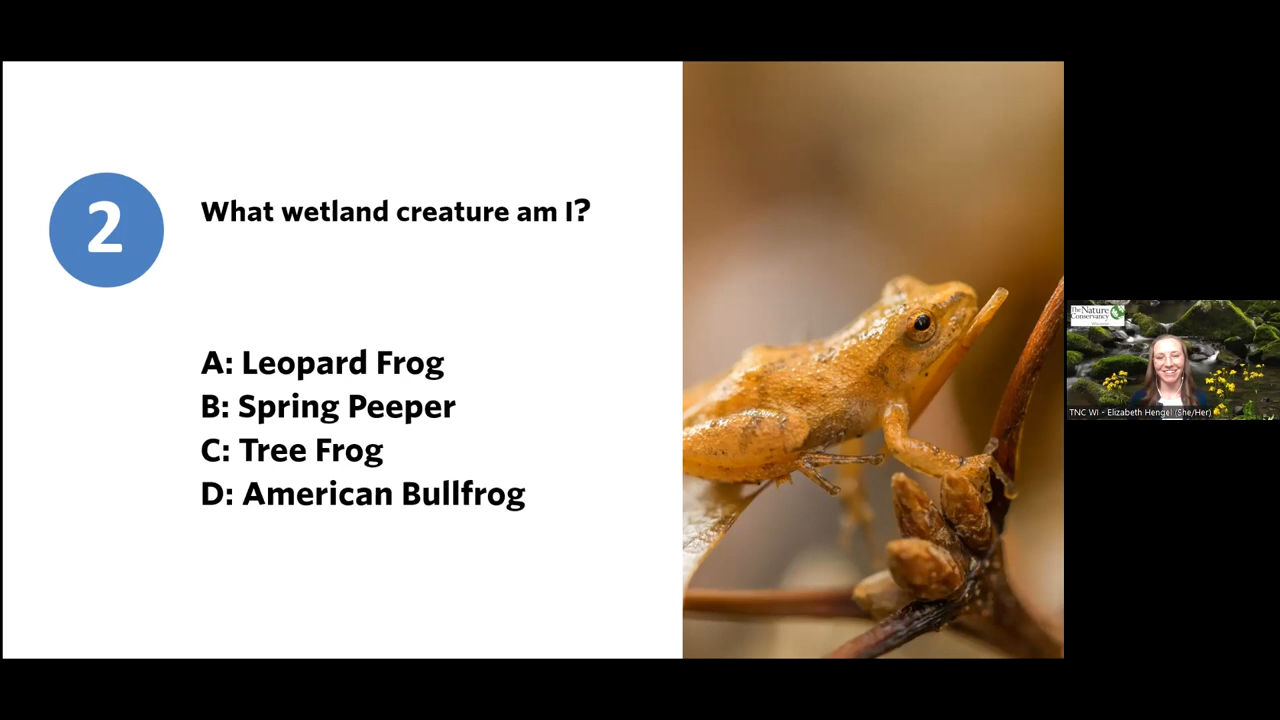 2
What wetland creature am I?
A: Leopard Frog
B: Spring Peeper
C: Tree Frog
D: American Bullfrog
The Nature
Conservancy
TNC WI - Elizabeth Hengel (She/Her)